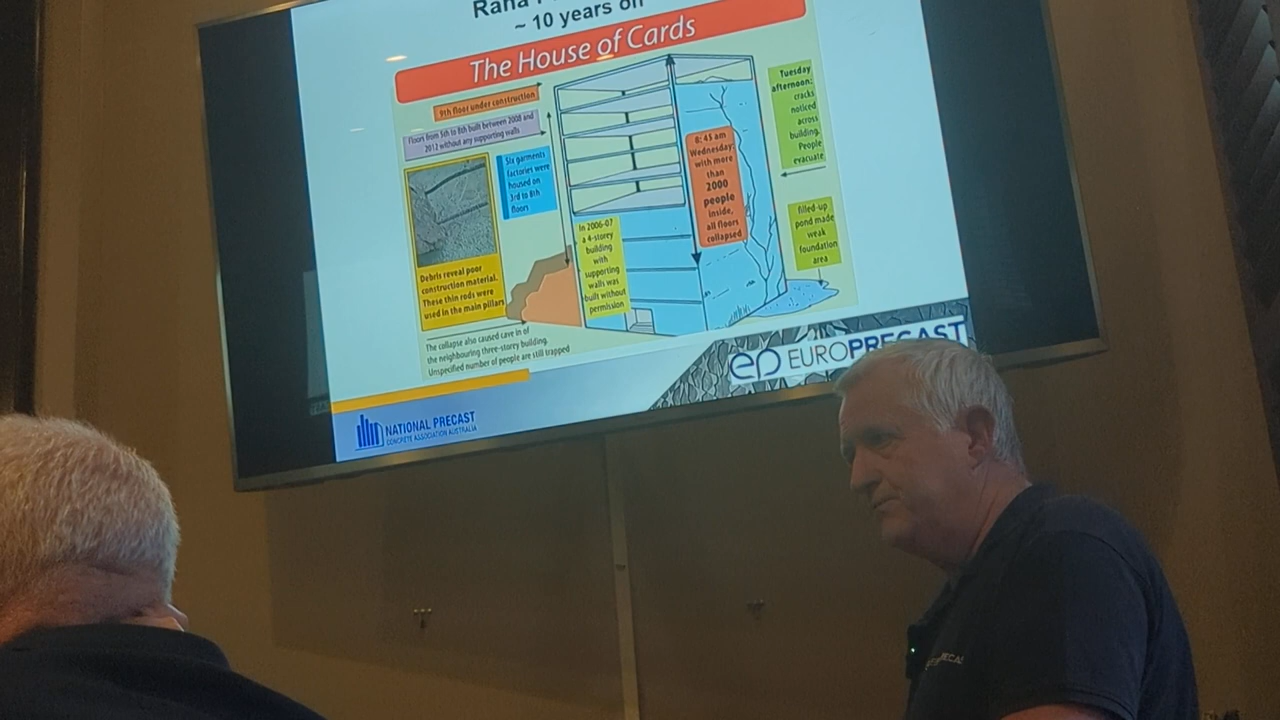 Rana
~ 10 years on
The House of Cards
9th floor under construction
Floors from 5th to 8th built between 2008 and
2012 without any supporting walls
Six garments
factories were
housed on
3rd to 8th
floors
Debris reveal poor
construction material.
These thin rods were
used in the main pillars
In 2006-07
a 4-storey
building
with
supporting
walls was
built without
permission
8:45 am
Wednesday:
with more
than
2000
people
inside,
all floors
collapsed
Tuesday
afternoon:
cracks
noticed
across
building.
People
evacuate
filled-up
pond made
weak
foundation
area
The collapse also caused cave in of
the neighbouring three-storey building.
Unspecified number of people are still trapped
NATIONAL PRECAST
CONCRETE ASSOCIATION AUSTRALIA
ep EUROPRECAST